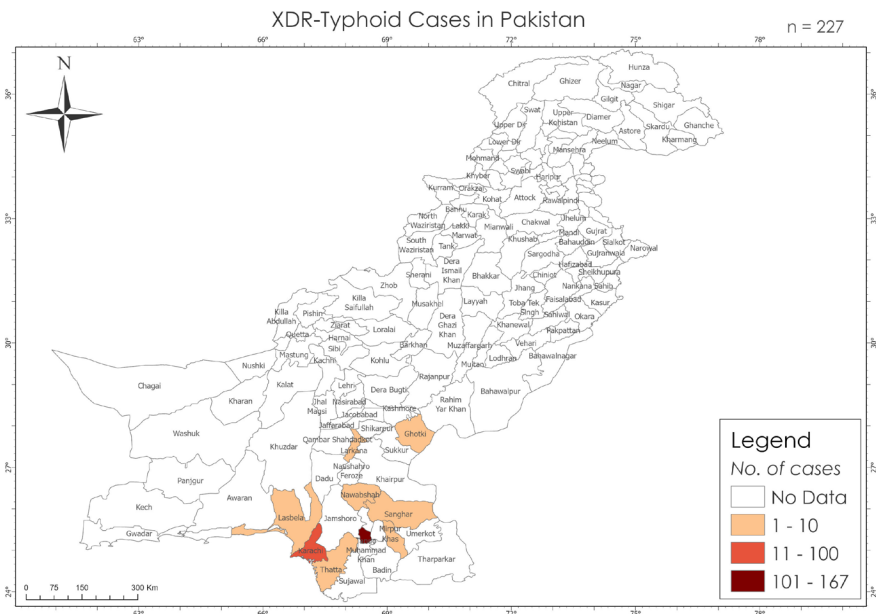 XDR-Typhoid Cases in Pakistan
n = 227
63° 66° 69° 72° 75° 78°
N
36°
33°
30°
27°
24°
Hunza
Chitral
Ghizer
Nagar
Gilgit
Shigar
Swat
Upper
Kohistan
Diamer
Upper Dir
Astore
Skardu
Ghanche
Lower Dir
Neelum
Kharmang
Mansehra
Mohmand
Swabi
Haripur
Khyber
Kurram
Orakzai
Kohat
Attock
Rawalpindi
Bannu
North
Waziristan
Karak
Lakki
Marwat
Mianwali
Chakwal
Jhelum
Gujrat
Mandi
Bahauddin
Sialkot
Narowal
South
Waziristan
Tank
Khushab
Gujranwala
Sargodha
Hafizabad
Dera
Ismail
Khan
Sheikhupura
Sherani
Bhakkar
Chiniot
Nankana Sahib
Zhob
Jhang
Faisalabad
Kasur
Killa
Saifullah
Musakhel
Layyah
Toba Tek
Singh
Sahiwal
Okara
Killa
Abdullah
Pishin
Dera
Ghazi
Khan
Khanewal
Pakpattan
Ziarat
Loralai
Quetta
Harnai
Barkhan
Muzaffargarh
Vehari
Sibi
Mastung
Kachhi
Kohlu
Multan
Lodhran
Bahawalnagar
Nushki
Rajanpur
Chagai
Kalat
Lehri
Dera Bugti
Bahawalpur
Kharan
Jhal
Magsi
Nasirabad
Rahim
Yar Khan
Jacobabad
Kashmore
Jaffarabad
Shikarpur
Washuk
Ghotki
Qambar Shahdadkot
Khuzdar
Larkana
Sukkur
Naushahro
Feroze
Panjgur
Dadu
Khairpur
Awaran
Nawabshah
Kech
Lasbela
Jamshoro
Sanghar
Gwadar
Mirpur
Khas
Umerkot
Karachi
Muhammad
Khan
Tharparkar
Thatta
Badin
Sujawal
Legend
No. of cases
No Data
1 - 10
11 - 100
101 - 167
0 75 150 300 Km
63° 66° 69° 72° 75° 78°